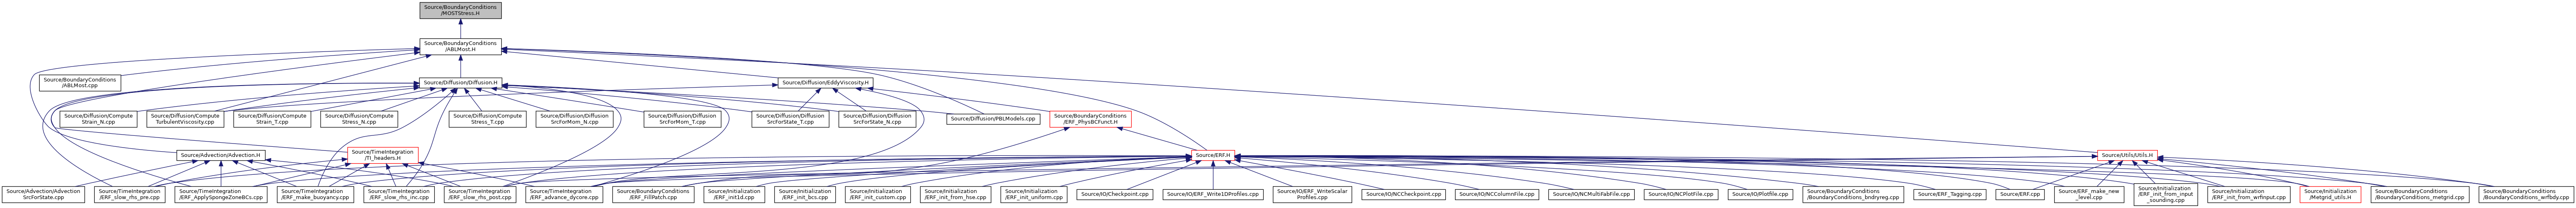 Source/BoundaryConditions
/MOSTStress.H
Source/BoundaryConditions
/ABLMost.H
Source/BoundaryConditions
/ABLMost.cpp
Source/Diffusion/Diffusion.H
Source/Diffusion/EddyViscosity.H
Source/Diffusion/Compute
Strain_N.cpp
Source/Diffusion/Compute
TurbulentViscosity.cpp
Source/Diffusion/Compute
Strain_T.cpp
Source/Diffusion/Compute
Stress_N.cpp
Source/Diffusion/Compute
Stress_T.cpp
Source/Diffusion/Diffusion
SrcForMom_N.cpp
Source/Diffusion/Diffusion
SrcForMom_T.cpp
Source/Diffusion/Diffusion
SrcForState_T.cpp
Source/Diffusion/Diffusion
SrcForState_N.cpp
Source/Diffusion/PBLModels.cpp
Source/BoundaryConditions
/ERF_PhysBCFunct.H
Source/Advection/Advection.H
Source/TimeIntegration
/TI_headers.H
Source/ERF.H
Source/Utils/Utils.H
Source/Advection/Advection
SrcForState.cpp
Source/TimeIntegration
/ERF_slow_rhs_pre.cpp
Source/TimeIntegration
/ERF_ApplySpongeZoneBCs.cpp
Source/TimeIntegration
/ERF_make_buoyancy.cpp
Source/TimeIntegration
/ERF_slow_rhs_inc.cpp
Source/TimeIntegration
/ERF_slow_rhs_post.cpp
Source/TimeIntegration
/ERF_advance_dycore.cpp
Source/BoundaryConditions
/ERF_FillPatch.cpp
Source/Initialization
/ERF_init1d.cpp
Source/Initialization
/ERF_init_bcs.cpp
Source/Initialization
/ERF_init_custom.cpp
Source/Initialization
/ERF_init_from_hse.cpp
Source/Initialization
/ERF_init_uniform.cpp
Source/IO/Checkpoint.cpp
Source/IO/ERF_Write1DProfiles.cpp
Source/IO/ERF_WriteScalar
Profiles.cpp
Source/IO/NCCheckpoint.cpp
Source/IO/NCColumnFile.cpp
Source/IO/NCMultiFabFile.cpp
Source/IO/NCPlotFile.cpp
Source/IO/Plotfile.cpp
Source/BoundaryConditions
/BoundaryConditions_bndryreg.cpp
Source/ERF_Tagging.cpp
Source/ERF.cpp
Source/ERF_make_new
_level.cpp
Source/Initialization
/ERF_init_from_input
_sounding.cpp
Source/Initialization
/ERF_init_from_wrfinput.cpp
Source/Initialization
/Metgrid_utils.H
Source/BoundaryConditions
/BoundaryConditions_metgrid.cpp
Source/BoundaryConditions
/BoundaryConditions_wrfbdy.cpp